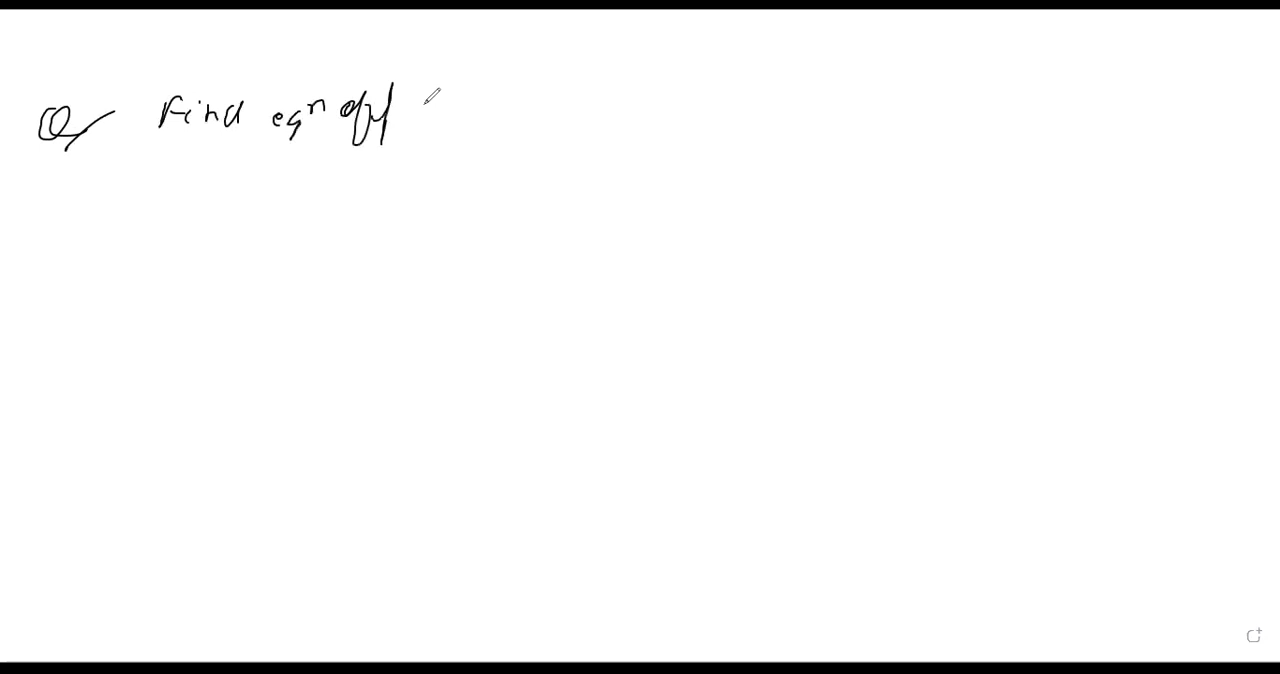 Q Find eqⁿ of